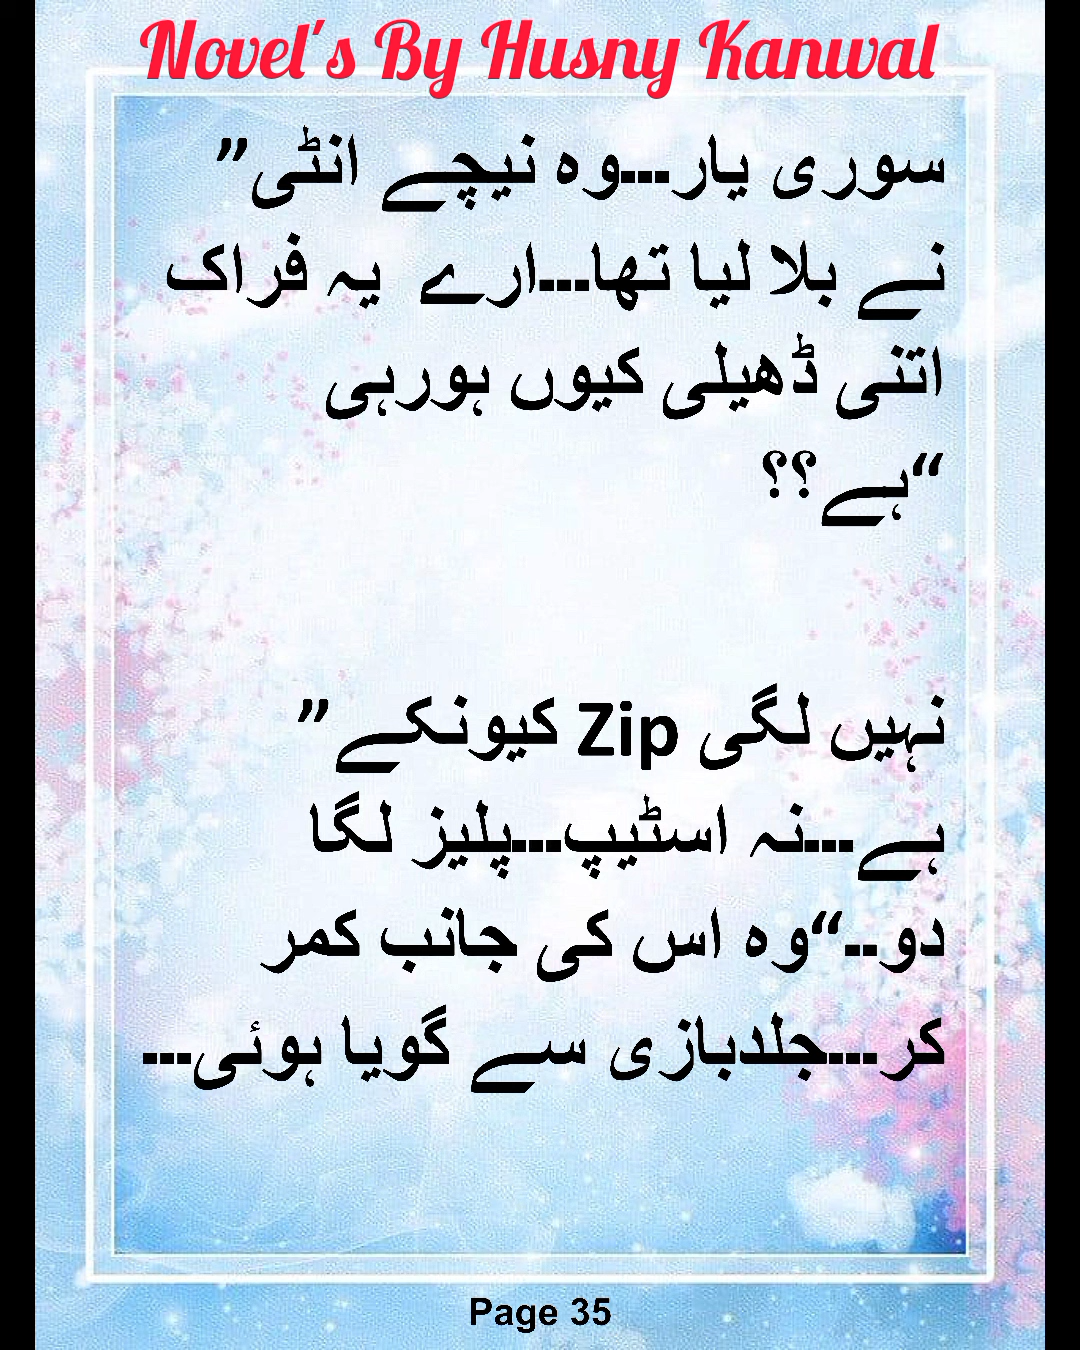 Novel's By Husny Kanwal
سوری یار---وہ نیچے انٹی”
نے بلا لیا تھا---ارے یہ فراک
اتنی ڈھیلی کیوں ہورہی
“ہے؟؟
نہیں لگی Zip کیونکے”
ہے---نہ اسٹیپ---پلیز لگا
دو--“وہ اس کی جانب کمر
کر---جلدبازی سے گویا ہوئی---
Page 35